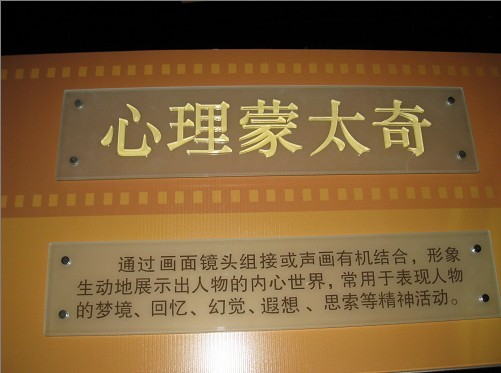 心理蒙太奇
通过画面镜头组接或声画有机结合，形象
生动地展示出人物的内心世界，常用于表现人物
的梦境、回忆、幻觉、遐想、思索等精神活动。